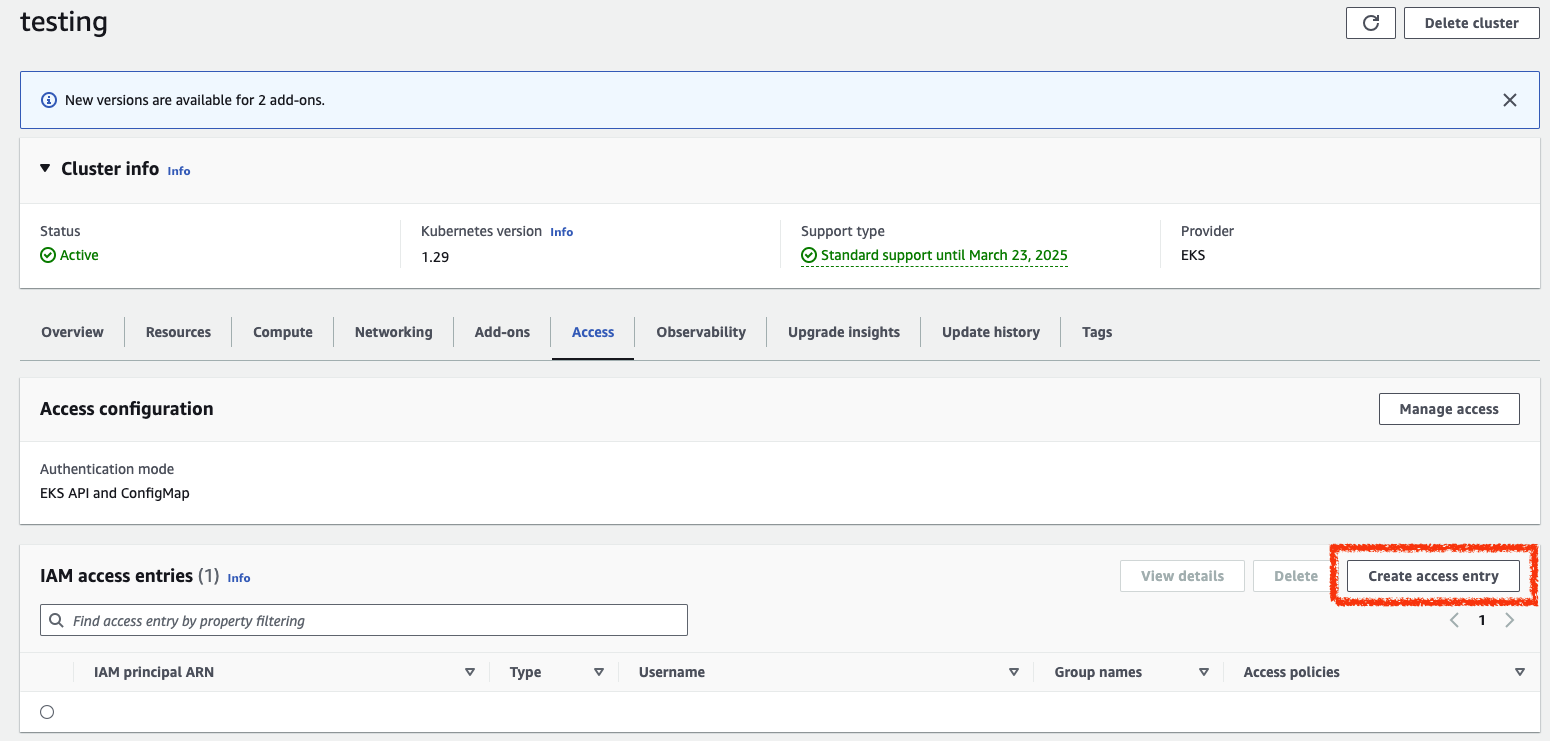 testing
Delete cluster
New versions are available for 2 add-ons.
Cluster info Info
Status
Active
Kubernetes version Info
1.29
Support type
Standard support until March 23, 2025
Provider
EKS
Overview Resources Compute Networking Add-ons Access Observability Upgrade insights Update history Tags
Access configuration
Manage access
Authentication mode
EKS API and ConfigMap
IAM access entries (1) Info
View details Delete Create access entry
Find access entry by property filtering
1
IAM principal ARN Type Username Group names Access policies